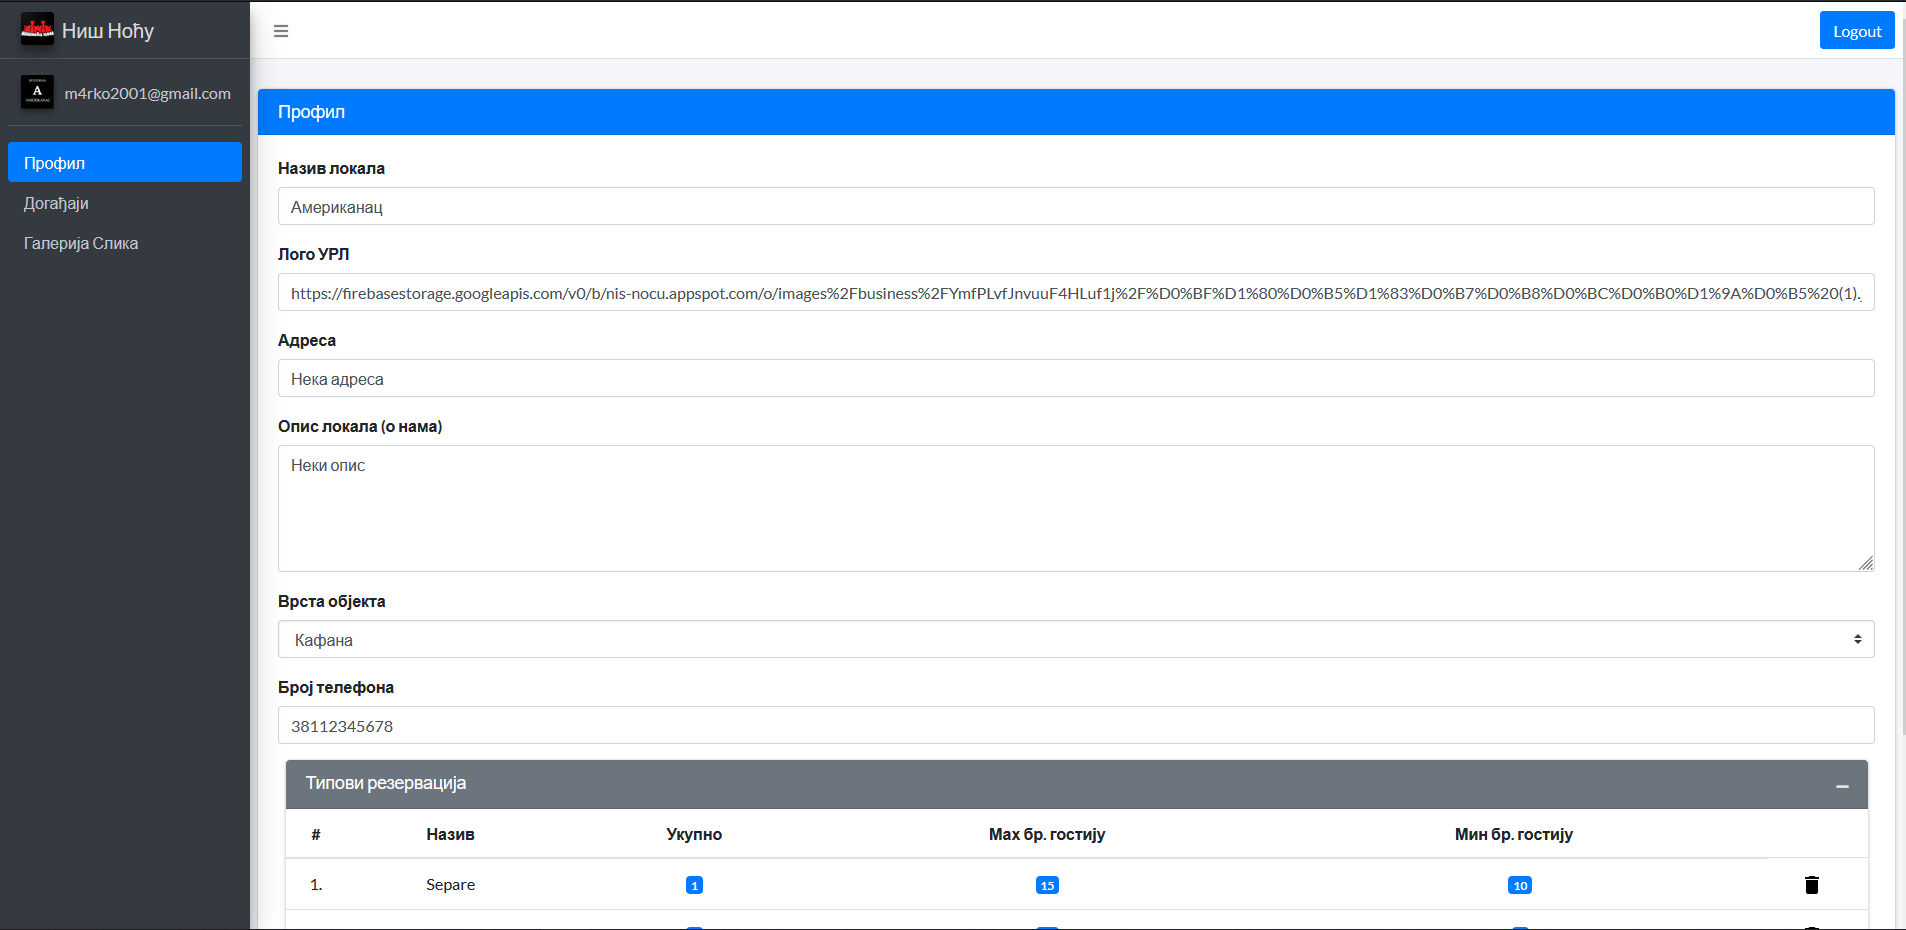 Ниш Ноћу
Logout
A
m4rko2001@gmail.com
Профил
Догађаји
Галерија Слика
Профил
Назив локала
Американац
Лого УРЛ
https://firebasestorage.googleapis.com/v0/b/nis-nocu.appspot.com/o/images%2Fbusiness%2FYmfPLvfJnvuuF4HLuf1j%2F%D0%BF%D1%80%D0%B5%D1%83%D0%B7%D0%B8%D0%BC%D0%B0%D1%9A%D0%B5%20(1).
Адреса
Нека адреса
Опис локала (о нама)
Неки опис
Врста објекта
Кафана
Број телефона
38112345678
Типови резервација
# Назив Укупно Мах бр. гостију Мин бр. гостију
1. Separe 1 15 10